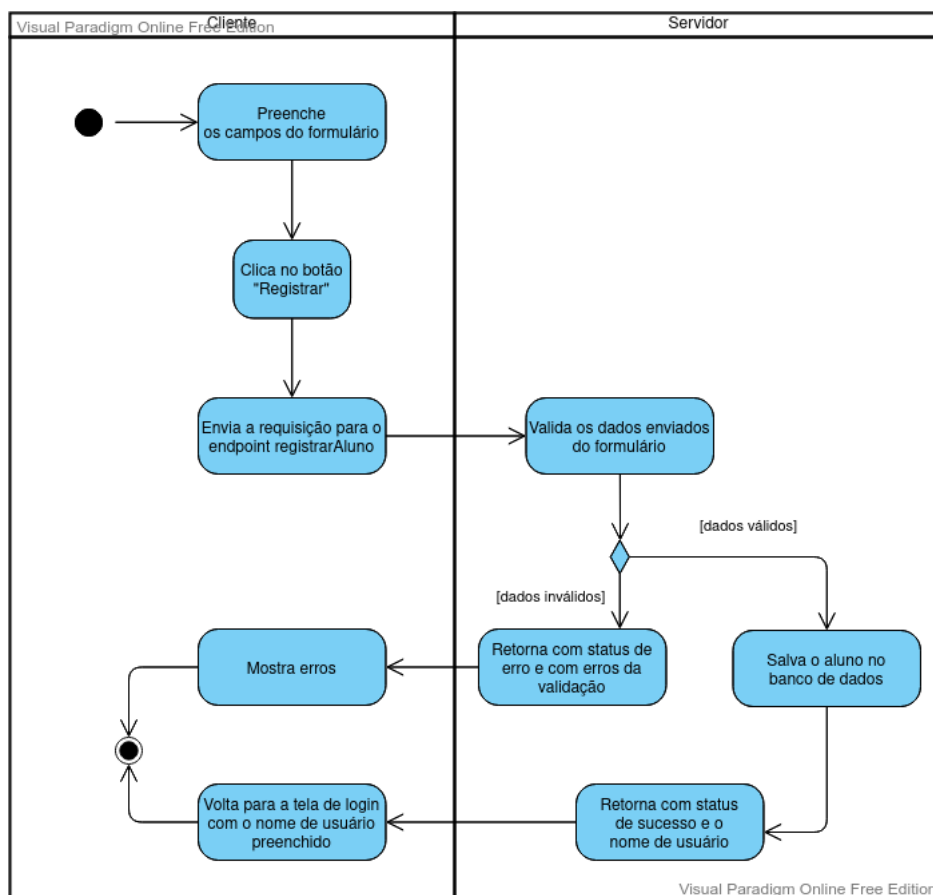 Cliente
Servidor
Visual Paradigm Online Free Edition
Preenche
os campos do formulário
Clica no botão
"Registrar"
Envia a requisição para o
endpoint registrarAluno
Valida os dados enviados
do formulário
[dados válidos]
[dados inválidos]
Mostra erros
Retorna com status de
erro e com erros da
validação
Salva o aluno no
banco de dados
Volta para a tela de login
com o nome de usuário
preenchido
Retorna com status
de sucesso e o
nome de usuário
Visual Paradigm Online Free Edition